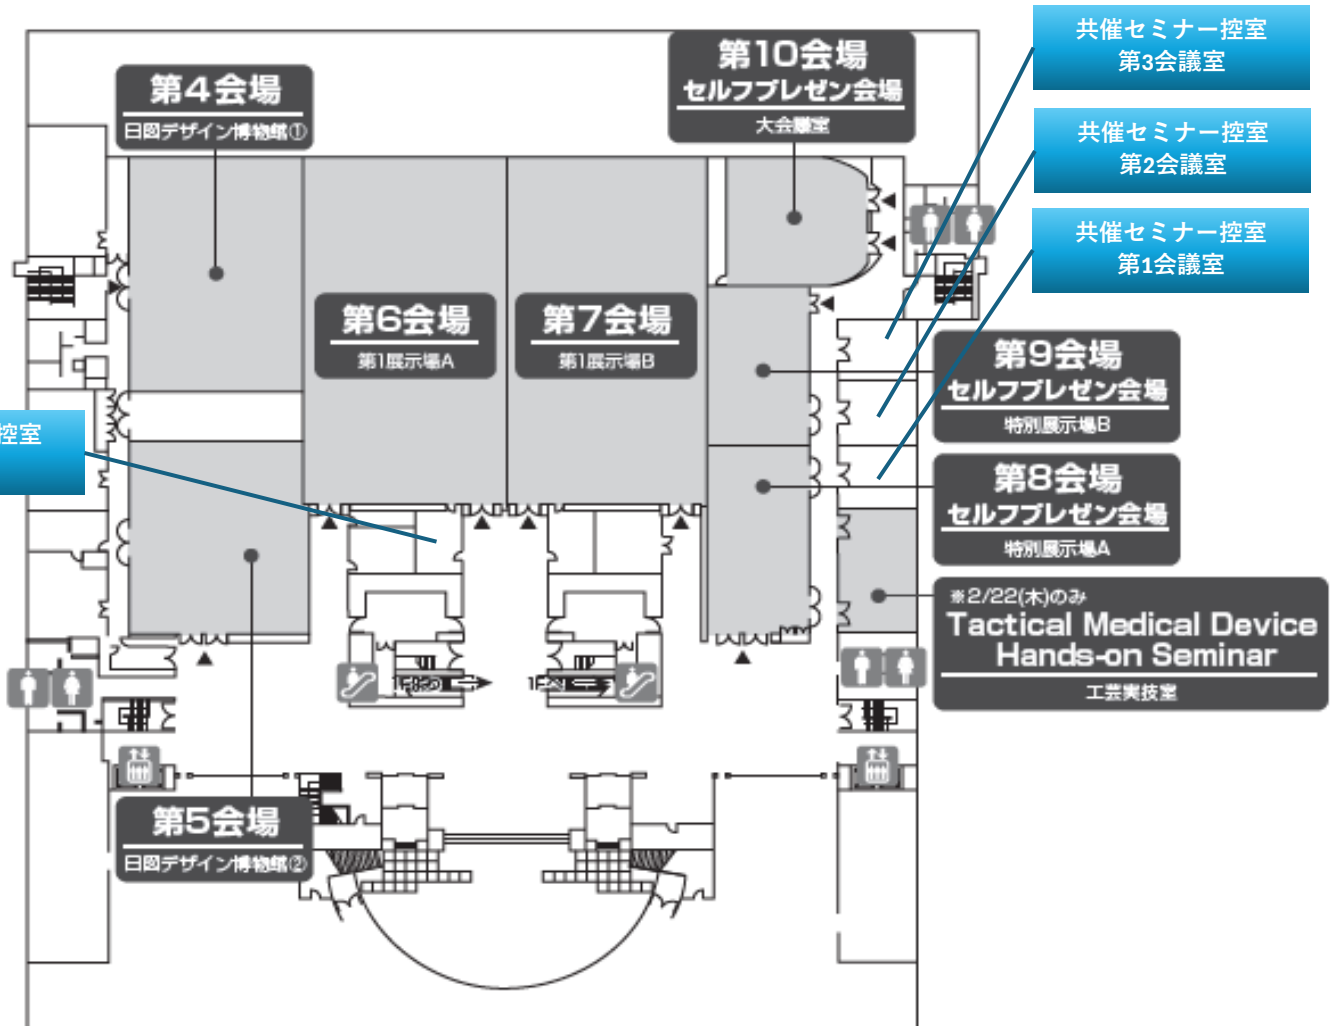 共催セミナー控室
第3会議室
共催セミナー控室
第2会議室
共催セミナー控室
第1会議室
第10会場
セルフプレゼン会場
大会議室
第4会場
日図デザイン博物館①
第6会場
第1展示場A
第7会場
第1展示場B
第9会場
セルフプレゼン会場
特別展示場B
控室
第8会場
セルフプレゼン会場
特別展示場A
※2/22(木)のみ
Tactical Medical Device
Hands-on Seminar
工芸実技室
第5会場
日図デザイン博物館②